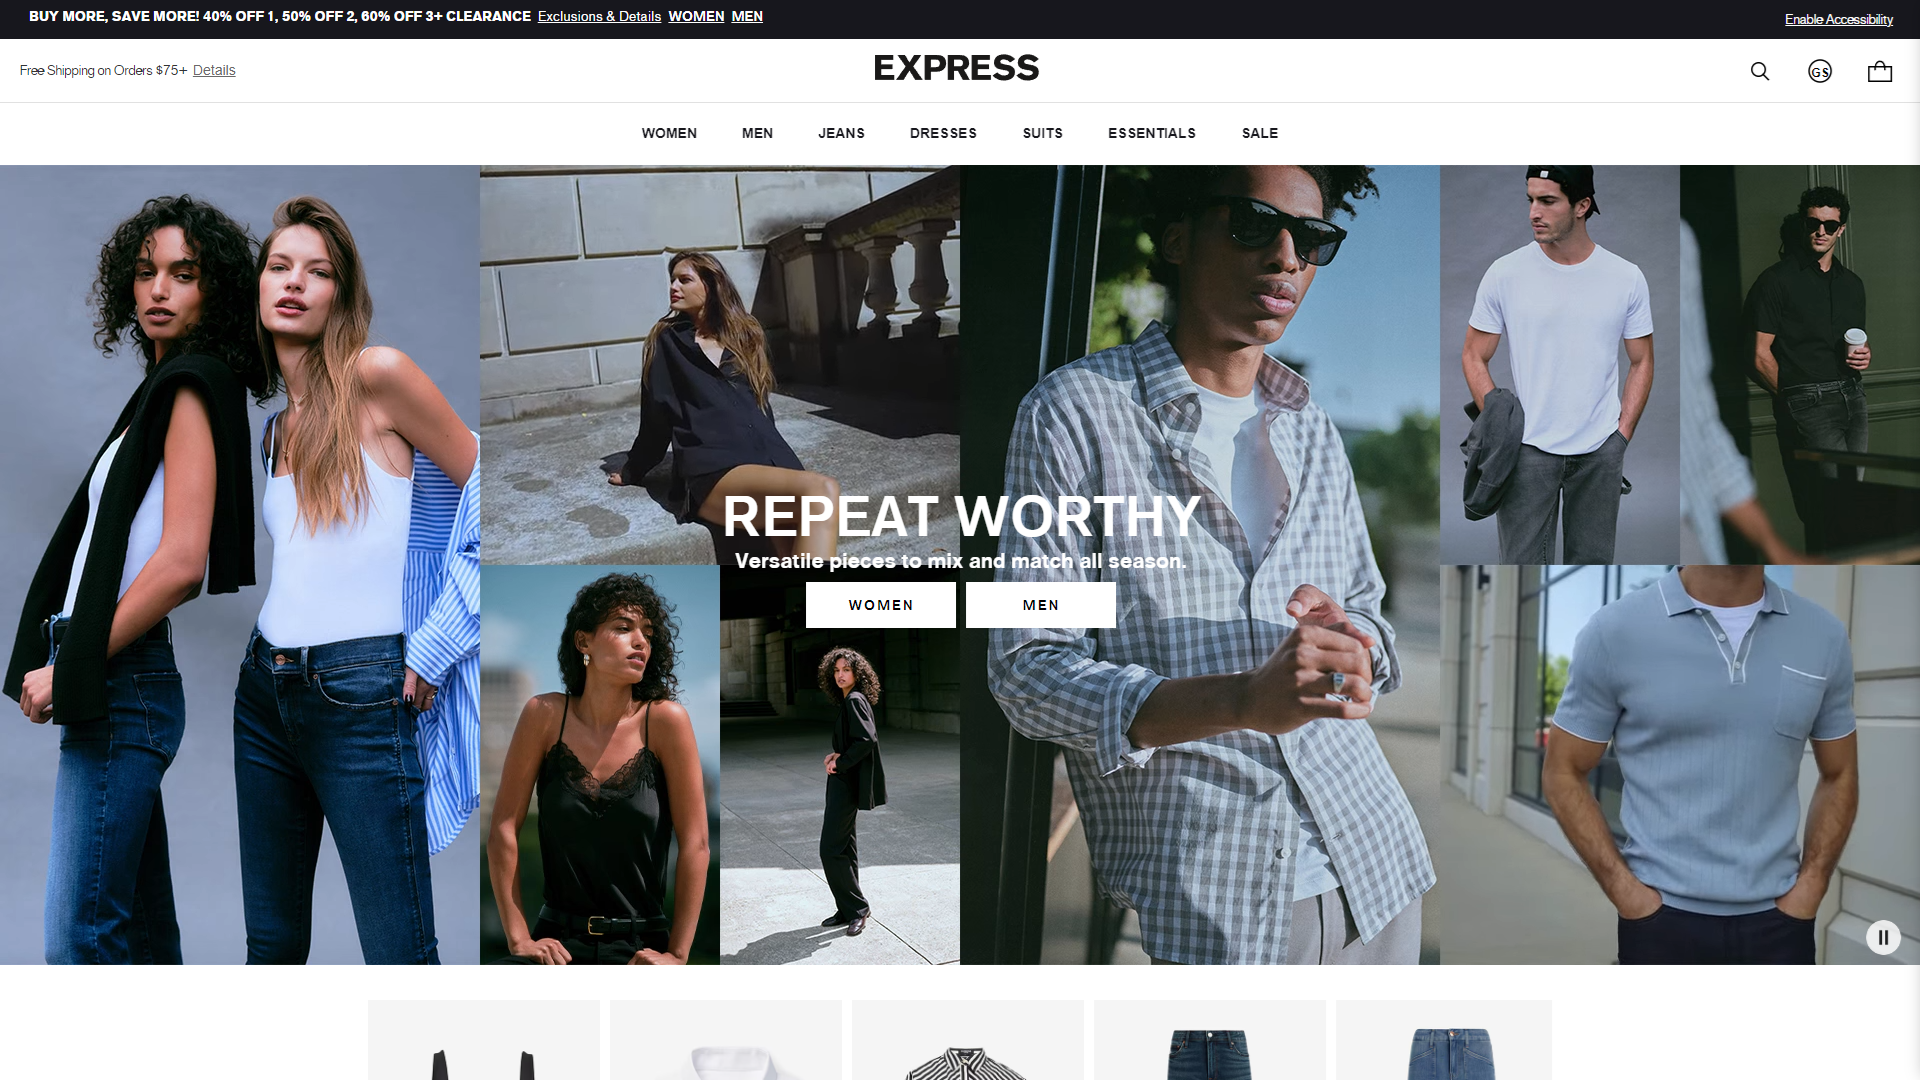 BUY MORE, SAVE MORE! 40% OFF 1, 50% OFF 2, 60% OFF 3+ CLEARANCE Exclusions & Details WOMEN MEN
Enable Accessibility
Free Shipping on Orders $75+ Details
EXPRESS
GS
WOMEN MEN JEANS DRESSES SUITS ESSENTIALS SALE
REPEAT WORTHY
Versatile pieces to mix and match all season.
WOMEN MEN